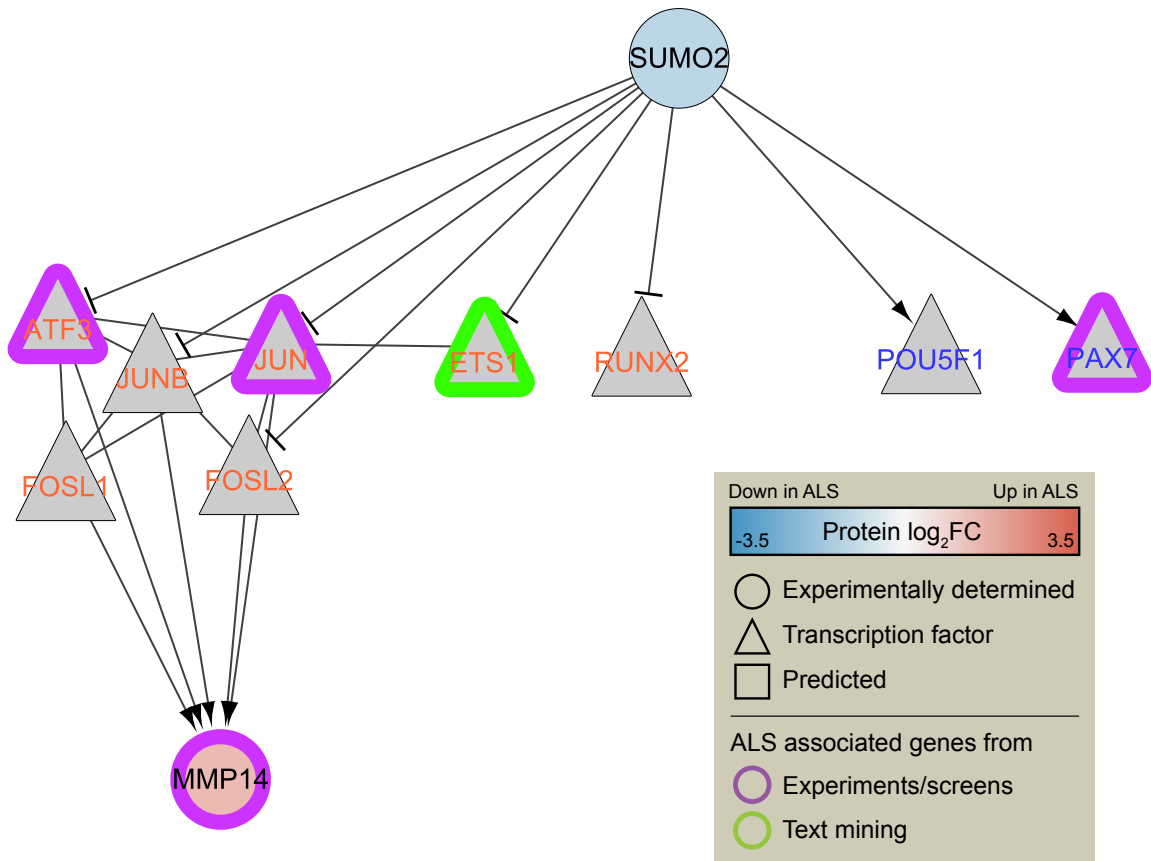 SUMO2
ATF3
JUNB
JUN
ETS1
RUNX2
POU5F1
PAX7
FOSL1
FOSL2
MMP14
Down in ALS
Up in ALS
-3.5
Protein log₂FC
3.5
Experimentally determined
Transcription factor
Predicted
ALS associated genes from
Experiments/screens
Text mining